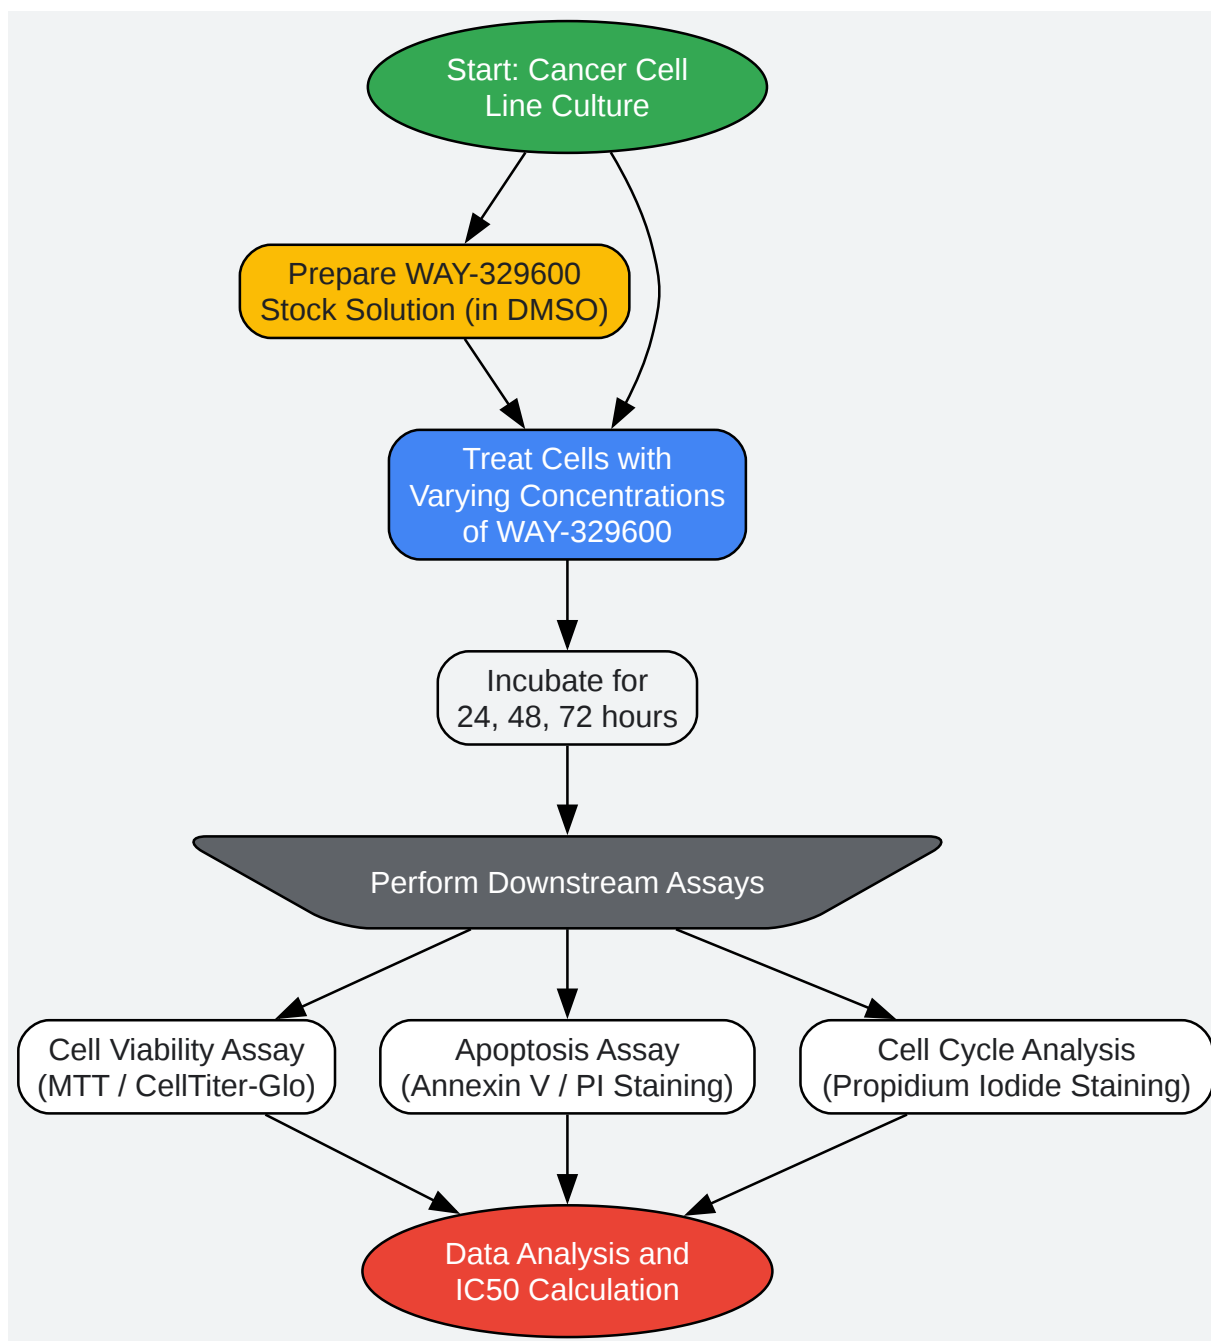 Start: Cancer Cell
Line Culture
Prepare WAY-329600
Stock Solution (in DMSO)
Treat Cells with
Varying Concentrations
of WAY-329600
Incubate for
24, 48, 72 hours
Perform Downstream Assays
Cell Viability Assay
(MTT / CellTiter-Glo)
Apoptosis Assay
(Annexin V / PI Staining)
Cell Cycle Analysis
(Propidium Iodide Staining)
Data Analysis and
IC50 Calculation